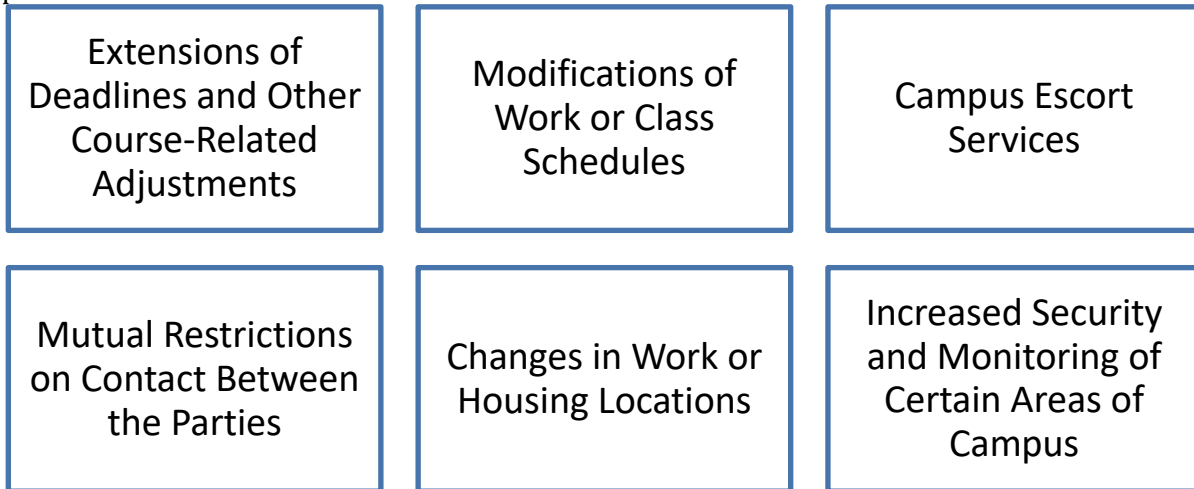 Extensions of
Deadlines and Other
Course-Related
Adjustments
Modifications of
Work or Class
Schedules
Campus Escort
Services
Mutual Restrictions
on Contact Between
the Parties
Changes in Work or
Housing Locations
Increased Security
and Monitoring of
Certain Areas of
Campus